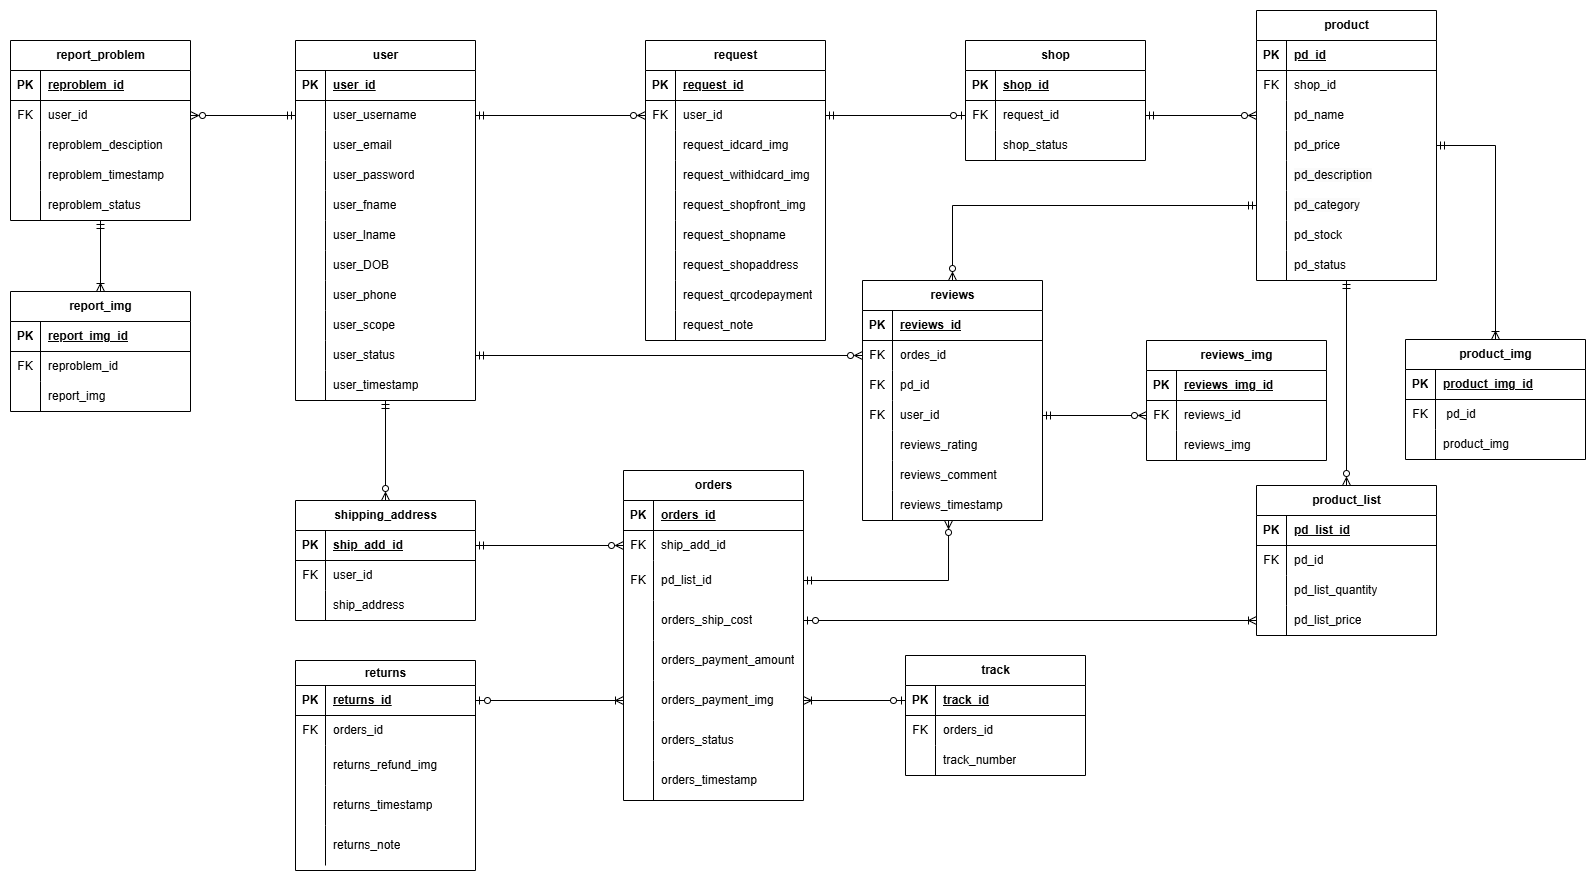 report_problem
PK reproblem_id
FK user_id
reproblem_desciption
reproblem_timestamp
reproblem_status
report_img
PK report_img_id
FK reproblem_id
report_img
user
PK user_id
user_username
user_email
user_password
user_fname
user_lname
user_DOB
user_phone
user_scope
user_status
user_timestamp
shipping_address
PK ship_add_id
FK user_id
ship_address
returns
PK returns_id
FK orders_id
returns_refund_img
returns_timestamp
returns_note
request
PK request_id
FK user_id
request_idcard_img
request_withidcard_img
request_shopfront_img
request_shopname
request_shopaddress
request_qrcodepayment
request_note
orders
PK orders_id
FK ship_add_id
FK pd_list_id
orders_ship_cost
orders_payment_amount
orders_payment_img
orders_status
orders_timestamp
shop
PK shop_id
FK request_id
shop_status
reviews
PK reviews_id
FK ordes_id
FK pd_id
FK user_id
reviews_rating
reviews_comment
reviews_timestamp
track
PK track_id
FK orders_id
track_number
product
PK pd_id
FK shop_id
pd_name
pd_price
pd_description
pd_category
pd_stock
pd_status
reviews_img
PK reviews_img_id
FK reviews_id
reviews_img
product_img
PK product_img_id
FK pd_id
product_img
product_list
PK pd_list_id
FK pd_id
pd_list_quantity
pd_list_price